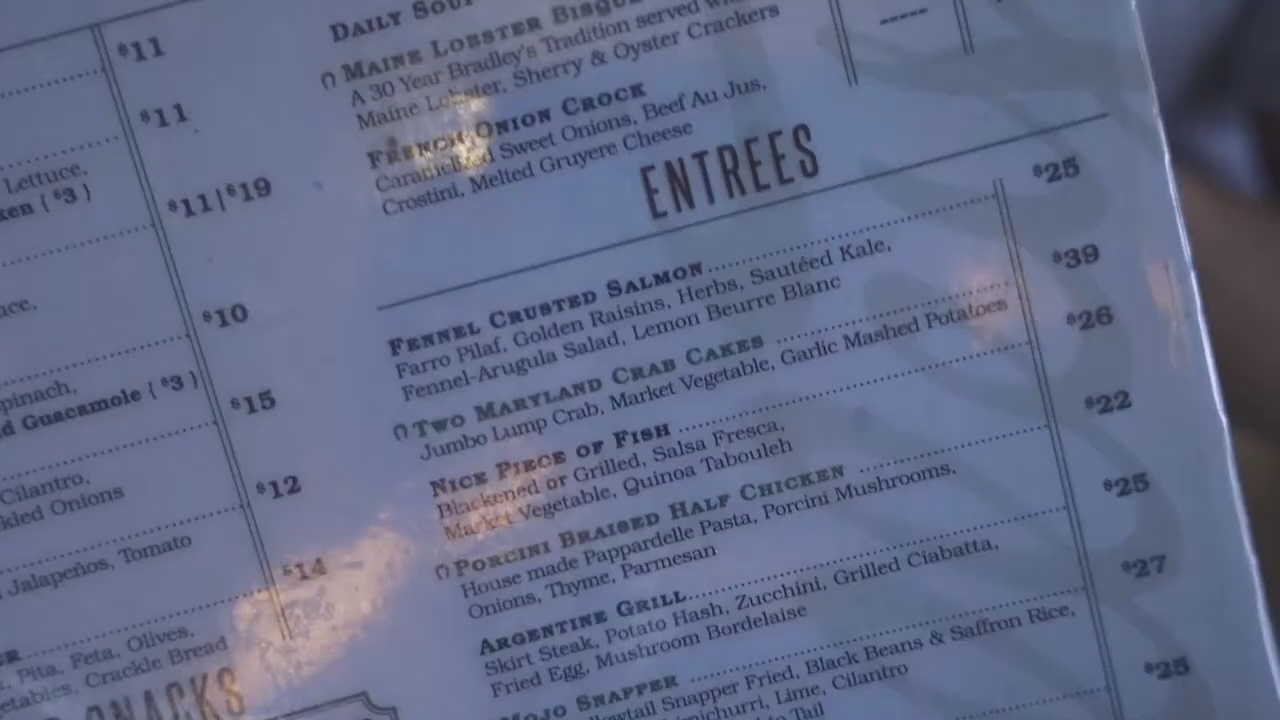 $11
$11
Lettuce,
ken ( $3 )
$11|$19
$10
pinach,
d Guacamole ( $3 )
$15
Cilantro,
kled Onions
$12
Jalapeños, Tomato
$14
Pita, Feta, Olives,
etables, Crackle Bread
SNACKS
DAILY SOUP
MAINE LOBSTER BISQUE
A 30 Year Bradley's Tradition served
Maine Lobster, Sherry & Oyster Crackers
FRENCH ONION CROCK
Caramelized Sweet Onions, Beef Au Jus,
Crostini, Melted Gruyere Cheese
ENTREES
FENNEL CRUSTED SALMON $25
Farro Pilaf, Golden Raisins, Herbs, Sautéed Kale,
Fennel-Arugula Salad, Lemon Beurre Blanc
TWO MARYLAND CRAB CAKES $39
Jumbo Lump Crab, Market Vegetable, Garlic Mashed Potatoes
NICE PIECE OF FISH $26
Blackened or Grilled, Salsa Fresca,
Market Vegetable, Quinoa Tabouleh
PORCINI BRAISED HALF CHICKEN $22
House made Pappardelle Pasta, Porcini Mushrooms,
Onions, Thyme, Parmesan
ARGENTINE GRILL $25
Skirt Steak, Potato Hash, Zucchini, Grilled Ciabatta,
Fried Egg, Mushroom Bordelaise
MOJO SNAPPER $27
llowtail Snapper Fried, Black Beans & Saffron Rice,
imichurri, Lime, Cilantro
to Tail
$25